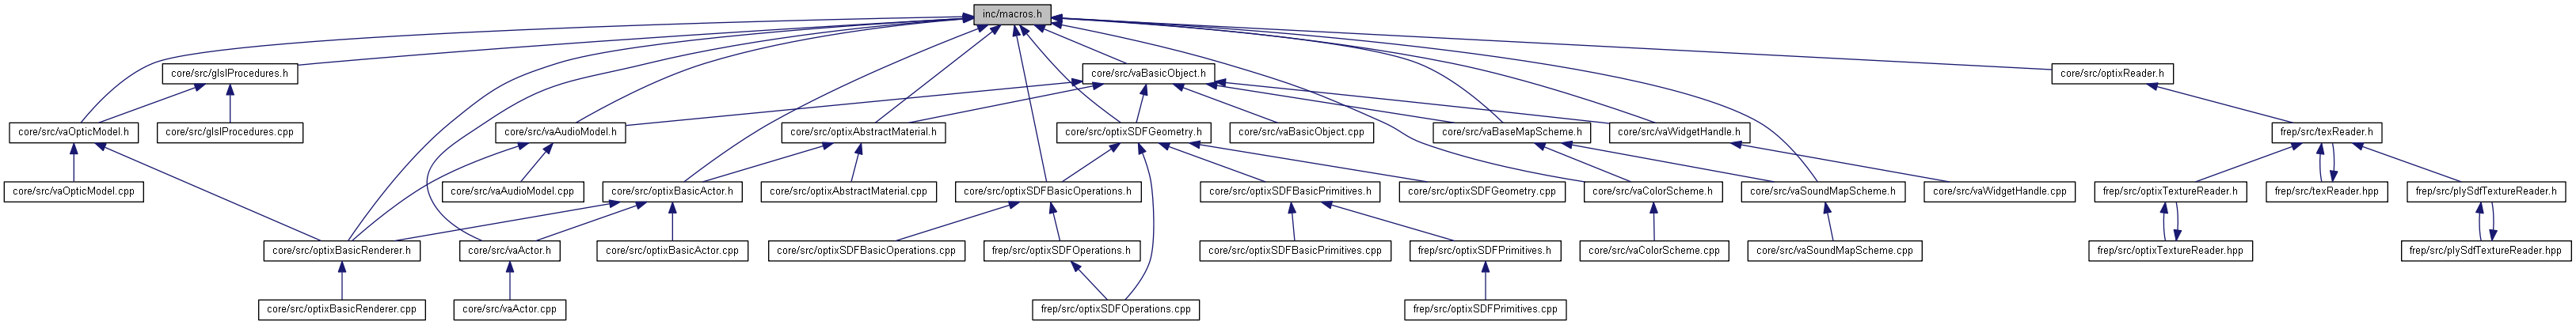 inc/macros.h
core/src/glslProcedures.h
core/src/vaBasicObject.h
core/src/optixReader.h
core/src/vaOpticModel.h
core/src/glslProcedures.cpp
core/src/vaAudioModel.h
core/src/optixAbstractMaterial.h
core/src/optixSDFGeometry.h
core/src/vaBasicObject.cpp
core/src/vaBaseMapScheme.h
core/src/vaWidgetHandle.h
frep/src/texReader.h
core/src/vaOpticModel.cpp
core/src/vaAudioModel.cpp
core/src/optixBasicActor.h
core/src/optixAbstractMaterial.cpp
core/src/optixSDFBasicOperations.h
core/src/optixSDFBasicPrimitives.h
core/src/optixSDFGeometry.cpp
core/src/vaColorScheme.h
core/src/vaSoundMapScheme.h
core/src/vaWidgetHandle.cpp
frep/src/optixTextureReader.h
frep/src/texReader.hpp
frep/src/plySdfTextureReader.h
core/src/optixBasicRenderer.h
core/src/vaActor.h
core/src/optixBasicActor.cpp
core/src/optixSDFBasicOperations.cpp
frep/src/optixSDFOperations.h
core/src/optixSDFBasicPrimitives.cpp
frep/src/optixSDFPrimitives.h
core/src/vaColorScheme.cpp
core/src/vaSoundMapScheme.cpp
frep/src/optixTextureReader.hpp
frep/src/plySdfTextureReader.hpp
core/src/optixBasicRenderer.cpp
core/src/vaActor.cpp
frep/src/optixSDFOperations.cpp
frep/src/optixSDFPrimitives.cpp